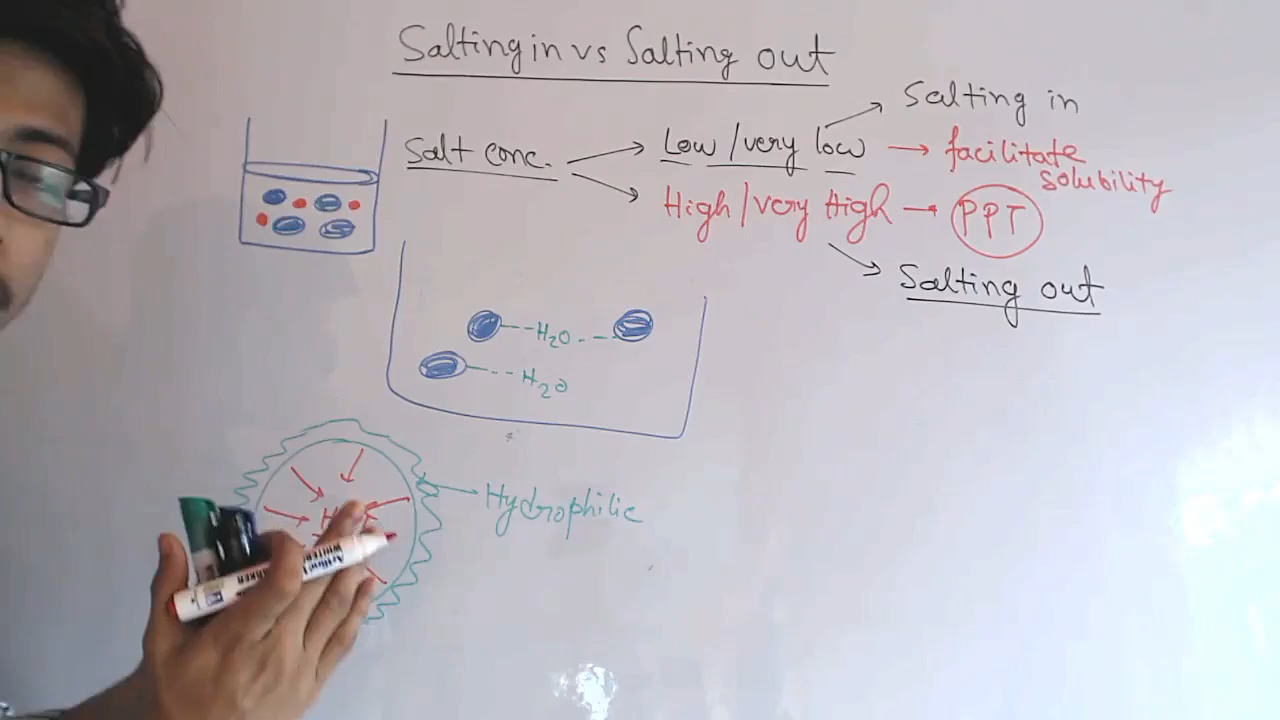 Salting in vs Salting out
Salting in
Salt conc.
Low/very low → facilitate
solubility
High/very High → PPT
Salting out
H2O
H2O
Hydrophilic